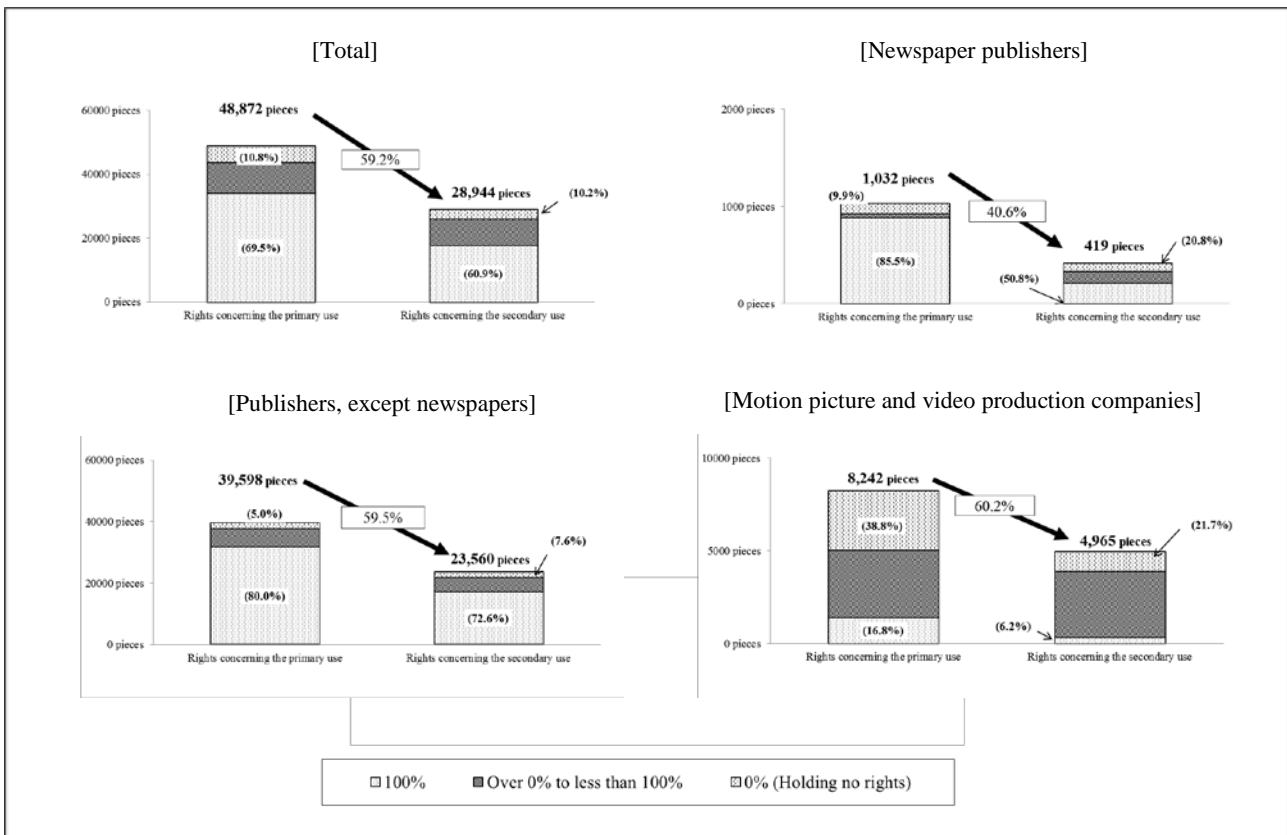 [Total]
60000 pieces
40000 pieces
20000 pieces
0 pieces
48,872 pieces
(10.8%)
(69.5%)
59.2%
28,944 pieces
(10.2%)
(60.9%)
Rights concerning the primary use
Rights concerning the secondary use
[Newspaper publishers]
2000 pieces
1000 pieces
0 pieces
1,032 pieces
(9.9%)
(85.5%)
40.6%
419 pieces
(20.8%)
(50.8%)
Rights concerning the primary use
Rights concerning the secondary use
[Publishers, except newspapers]
60000 pieces
40000 pieces
20000 pieces
0 pieces
39,598 pieces
(5.0%)
(80.0%)
59.5%
23,560 pieces
(7.6%)
(72.6%)
Rights concerning the primary use
Rights concerning the secondary use
[Motion picture and video production companies]
10000 pieces
5000 pieces
0 pieces
8,242 pieces
(38.8%)
(16.8%)
60.2%
4,965 pieces
(21.7%)
(6.2%)
Rights concerning the primary use
Rights concerning the secondary use
100%
Over 0% to less than 100%
0% (Holding no rights)